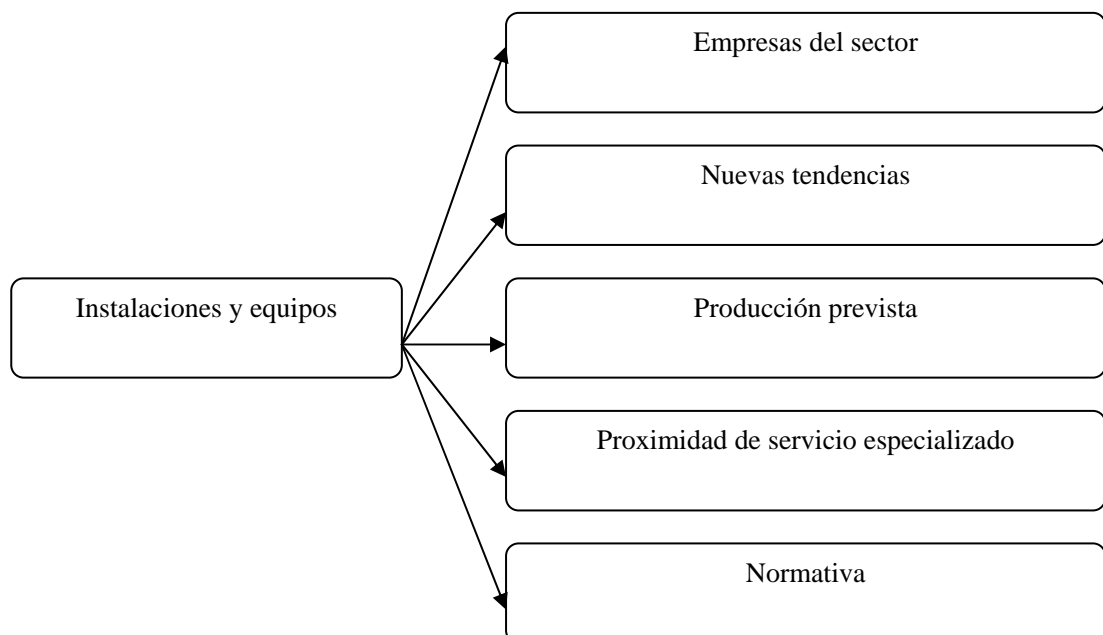 Empresas del sector
Nuevas tendencias
Instalaciones y equipos
Producción prevista
Proximidad de servicio especializado
Normativa